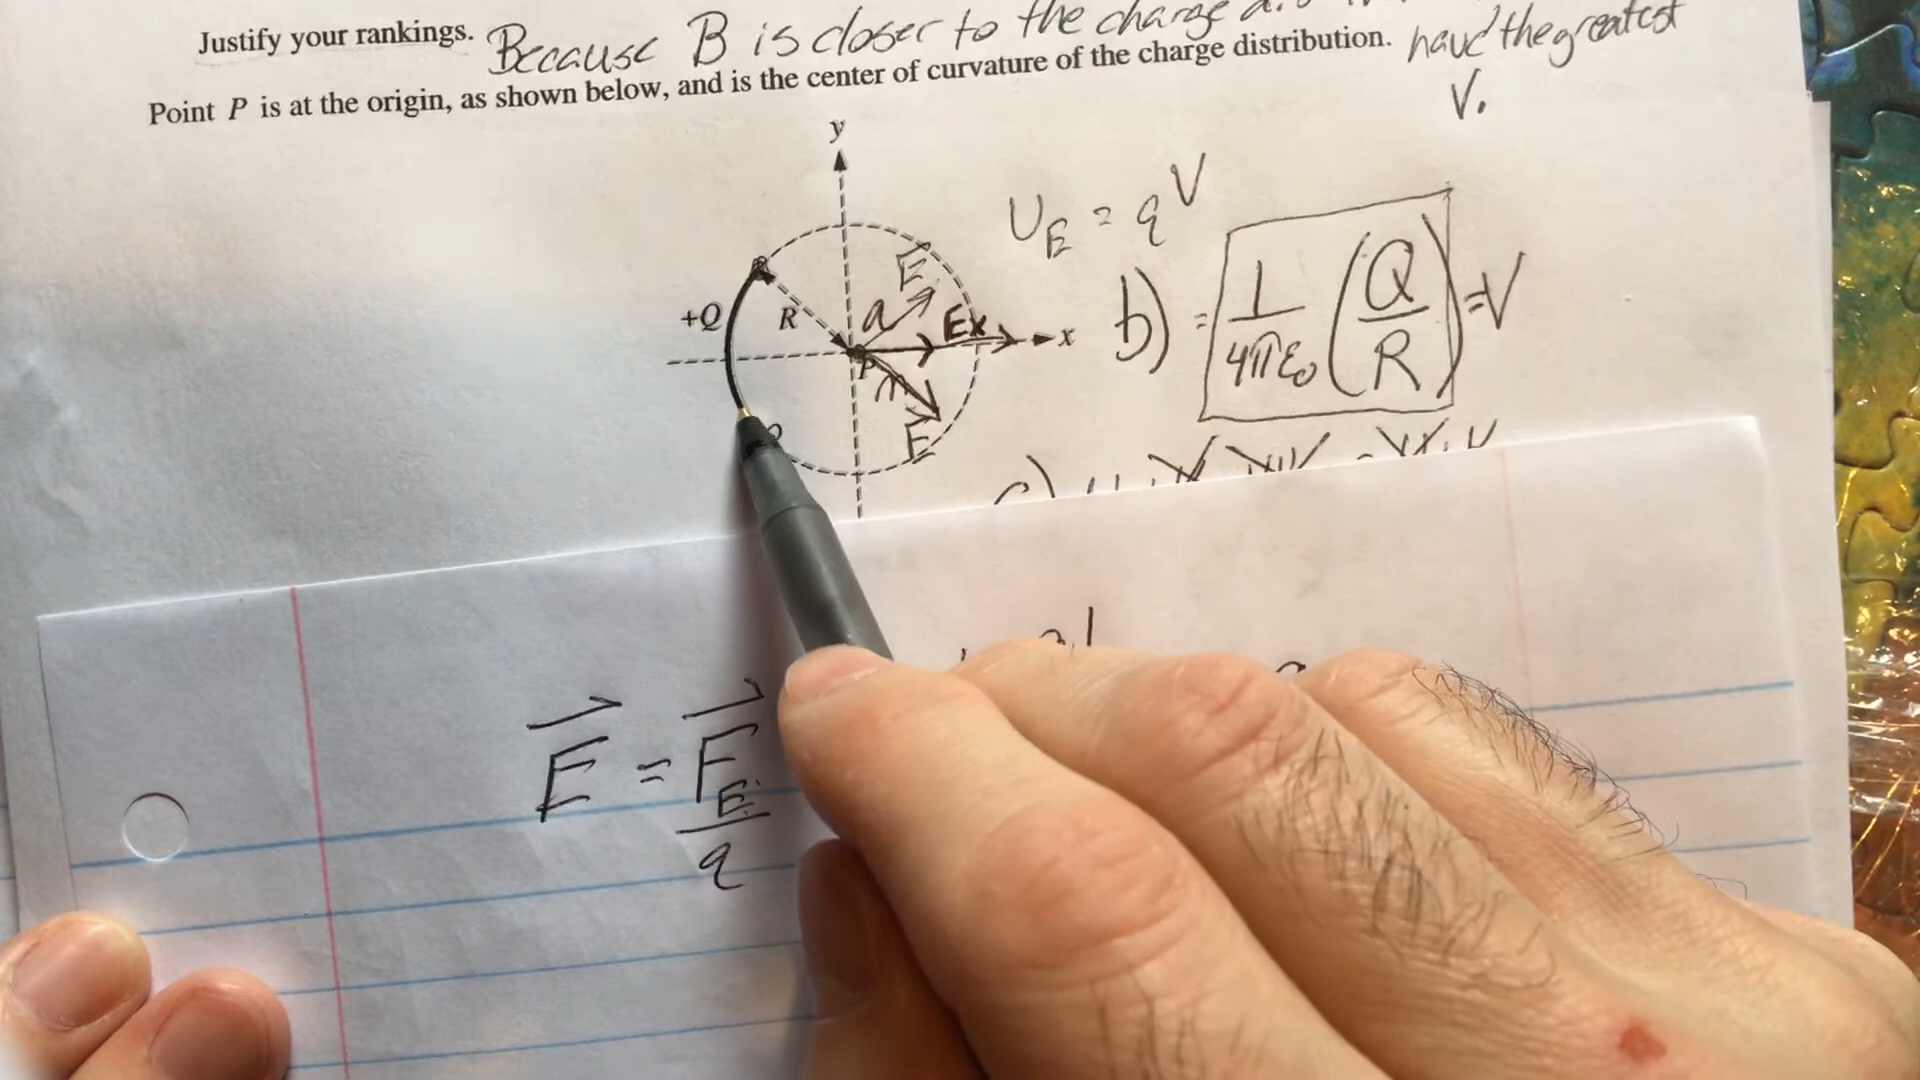 Justify your rankings. Because B is closer to the charge
Point P is at the origin, as shown below, and is the center of curvature of the charge distribution. have the greatest
V.
y
U_E = qV
+Q R a E Ex x
P E
b) = 1/4πε₀ (Q/R) = V
c)
E = F_E/q